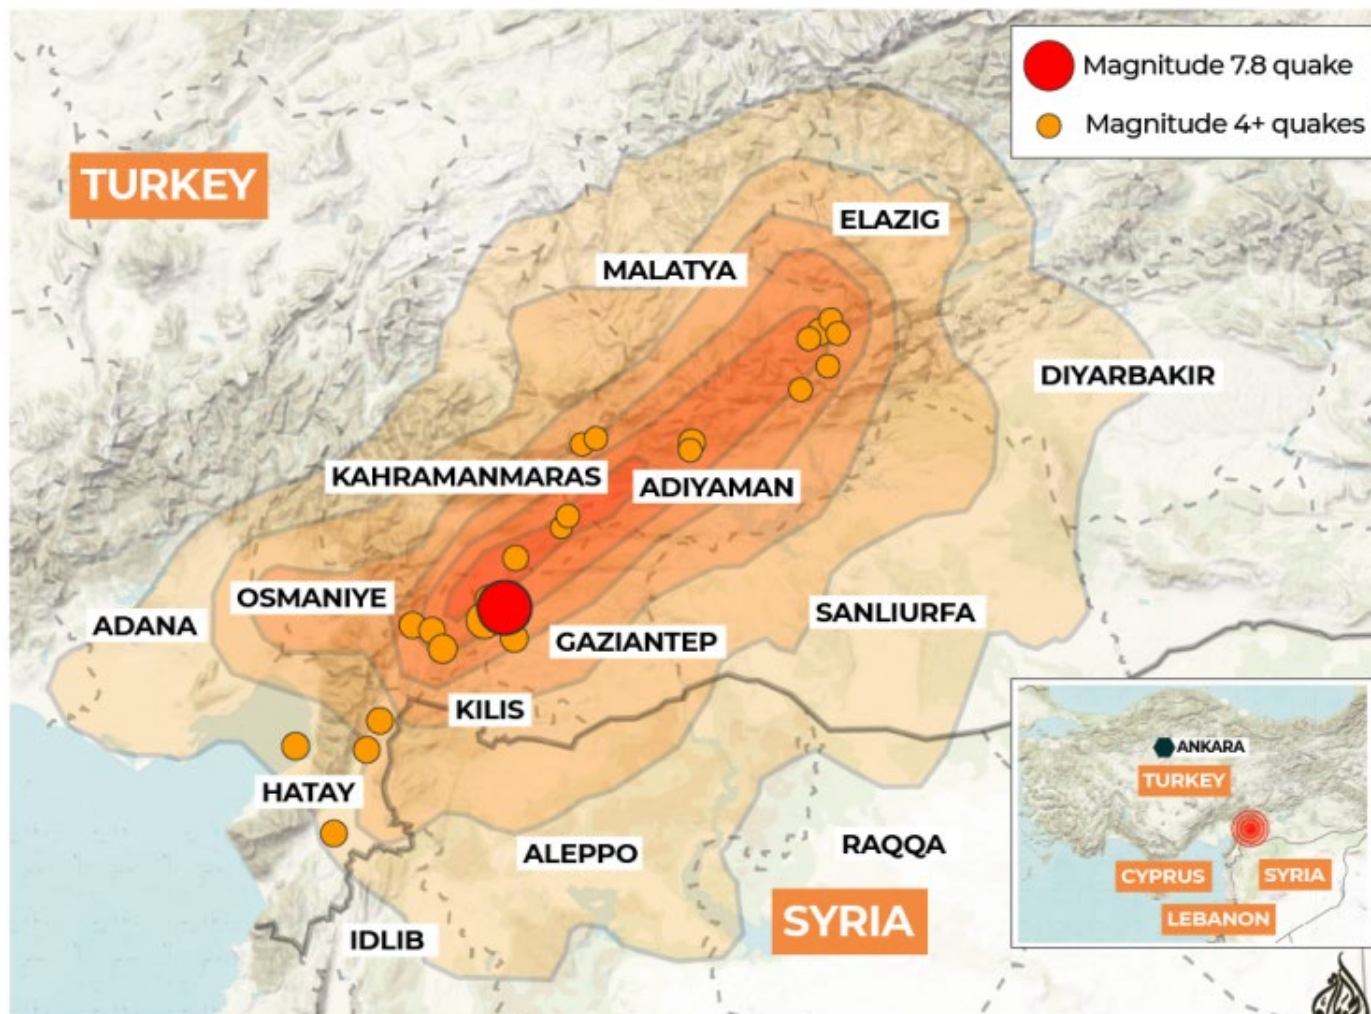 Magnitude 7.8 quake
Magnitude 4+ quakes
TURKEY
ELAZIG
MALATYA
DIYARBAKIR
KAHRAMANMARAS
ADIYAMAN
OSMANIYE
ADANA
SANLIURFA
GAZIANTEP
KILIS
HATAY
ALEPPO
RAQQA
IDLIB
SYRIA
ANKARA
TURKEY
CYPRUS
SYRIA
LEBANON